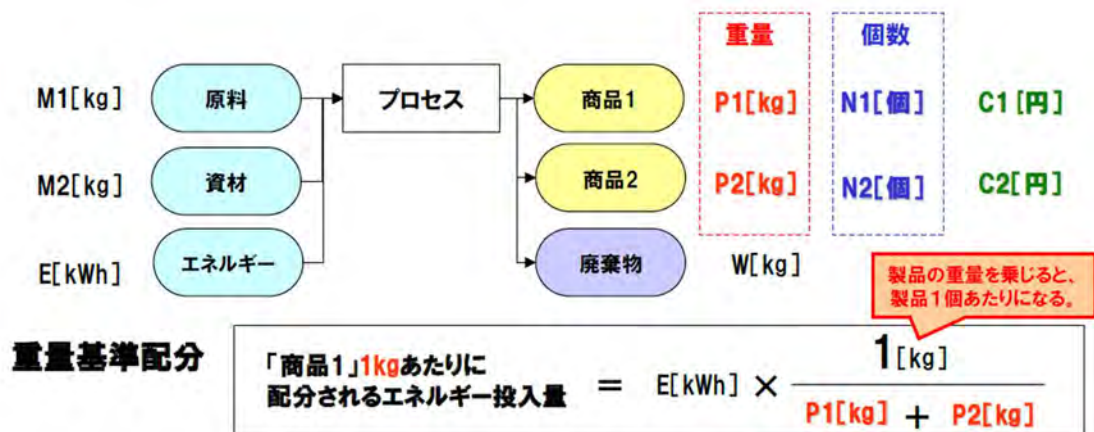 重量 個数
M1[kg] 原料 プロセス 商品1 P1[kg] N1[個] C1[円]
M2[kg] 資材 商品2 P2[kg] N2[個] C2[円]
E[kWh] エネルギー 廃棄物 W[kg]
製品の重量を乗じると、
製品1個あたりになる。
重量基準配分
「商品1」1kgあたりに
配分されるエネルギー投入量 = E[kWh] × 1[kg]
P1[kg] + P2[kg]